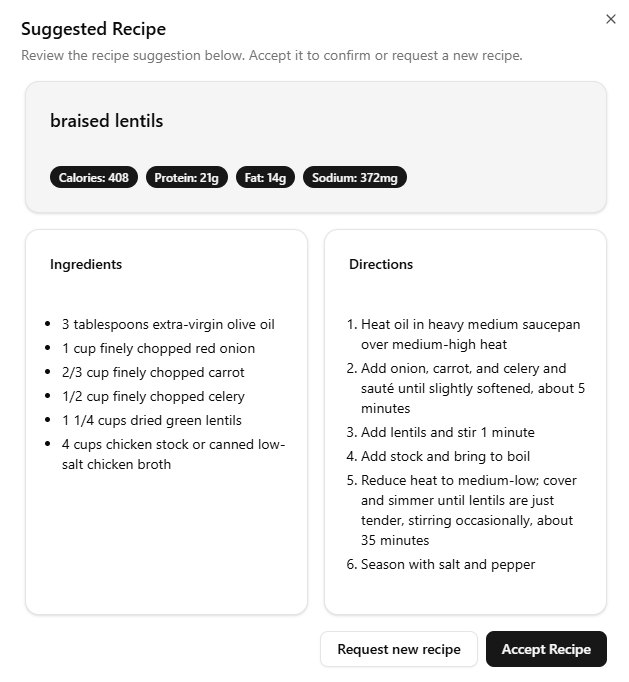 Suggested Recipe
Review the recipe suggestion below. Accept it to confirm or request a new recipe.
braised lentils
Calories: 408 Protein: 21g Fat: 14g Sodium: 372mg
Ingredients
• 3 tablespoons extra-virgin olive oil
• 1 cup finely chopped red onion
• 2/3 cup finely chopped carrot
• 1/2 cup finely chopped celery
• 1 1/4 cups dried green lentils
• 4 cups chicken stock or canned low-
salt chicken broth
Directions
1. Heat oil in heavy medium saucepan
over medium-high heat
2. Add onion, carrot, and celery and
sauté until slightly softened, about 5
minutes
3. Add lentils and stir 1 minute
4. Add stock and bring to boil
5. Reduce heat to medium-low; cover
and simmer until lentils are just
tender, stirring occasionally, about
35 minutes
6. Season with salt and pepper
Request new recipe Accept Recipe